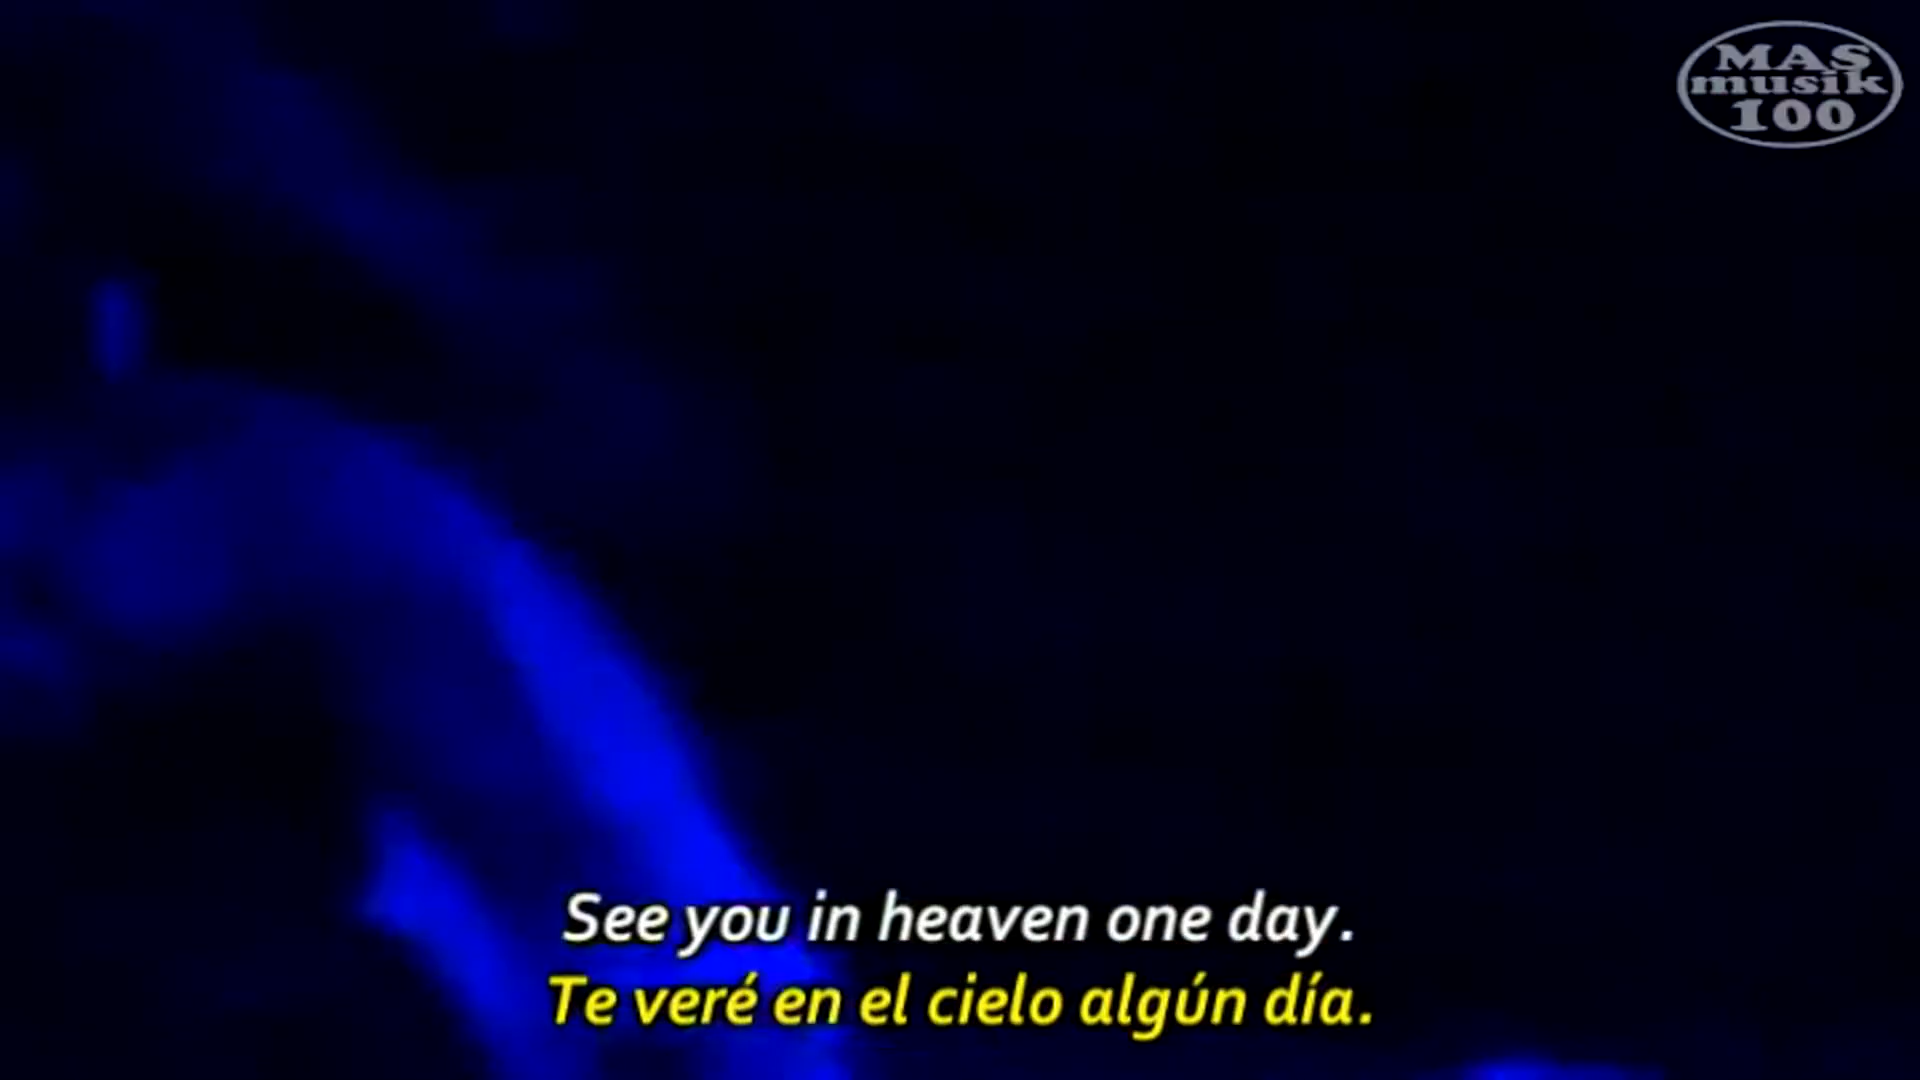 MAS
musik
100
See you in heaven one day.
Te veré en el cielo algún día.